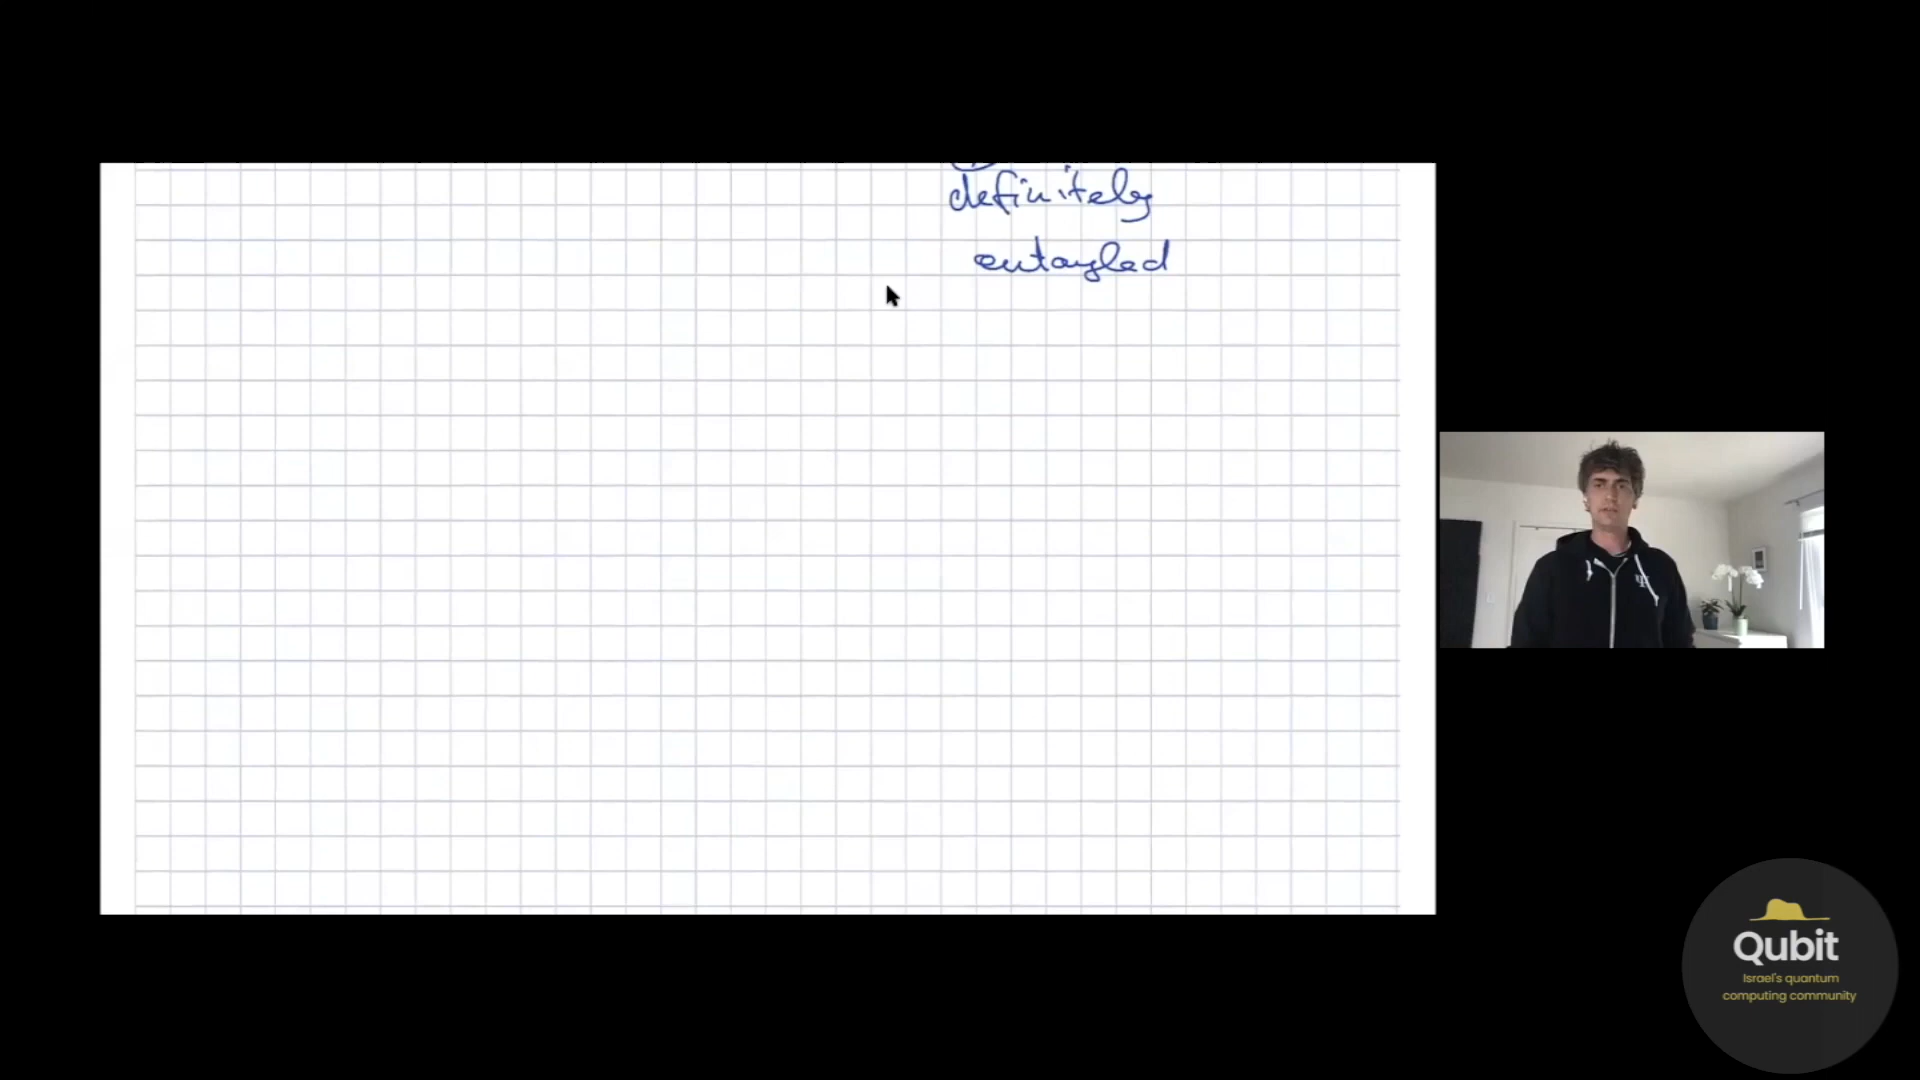 definitely
entangled
Qubit
Israel's quantum
computing community